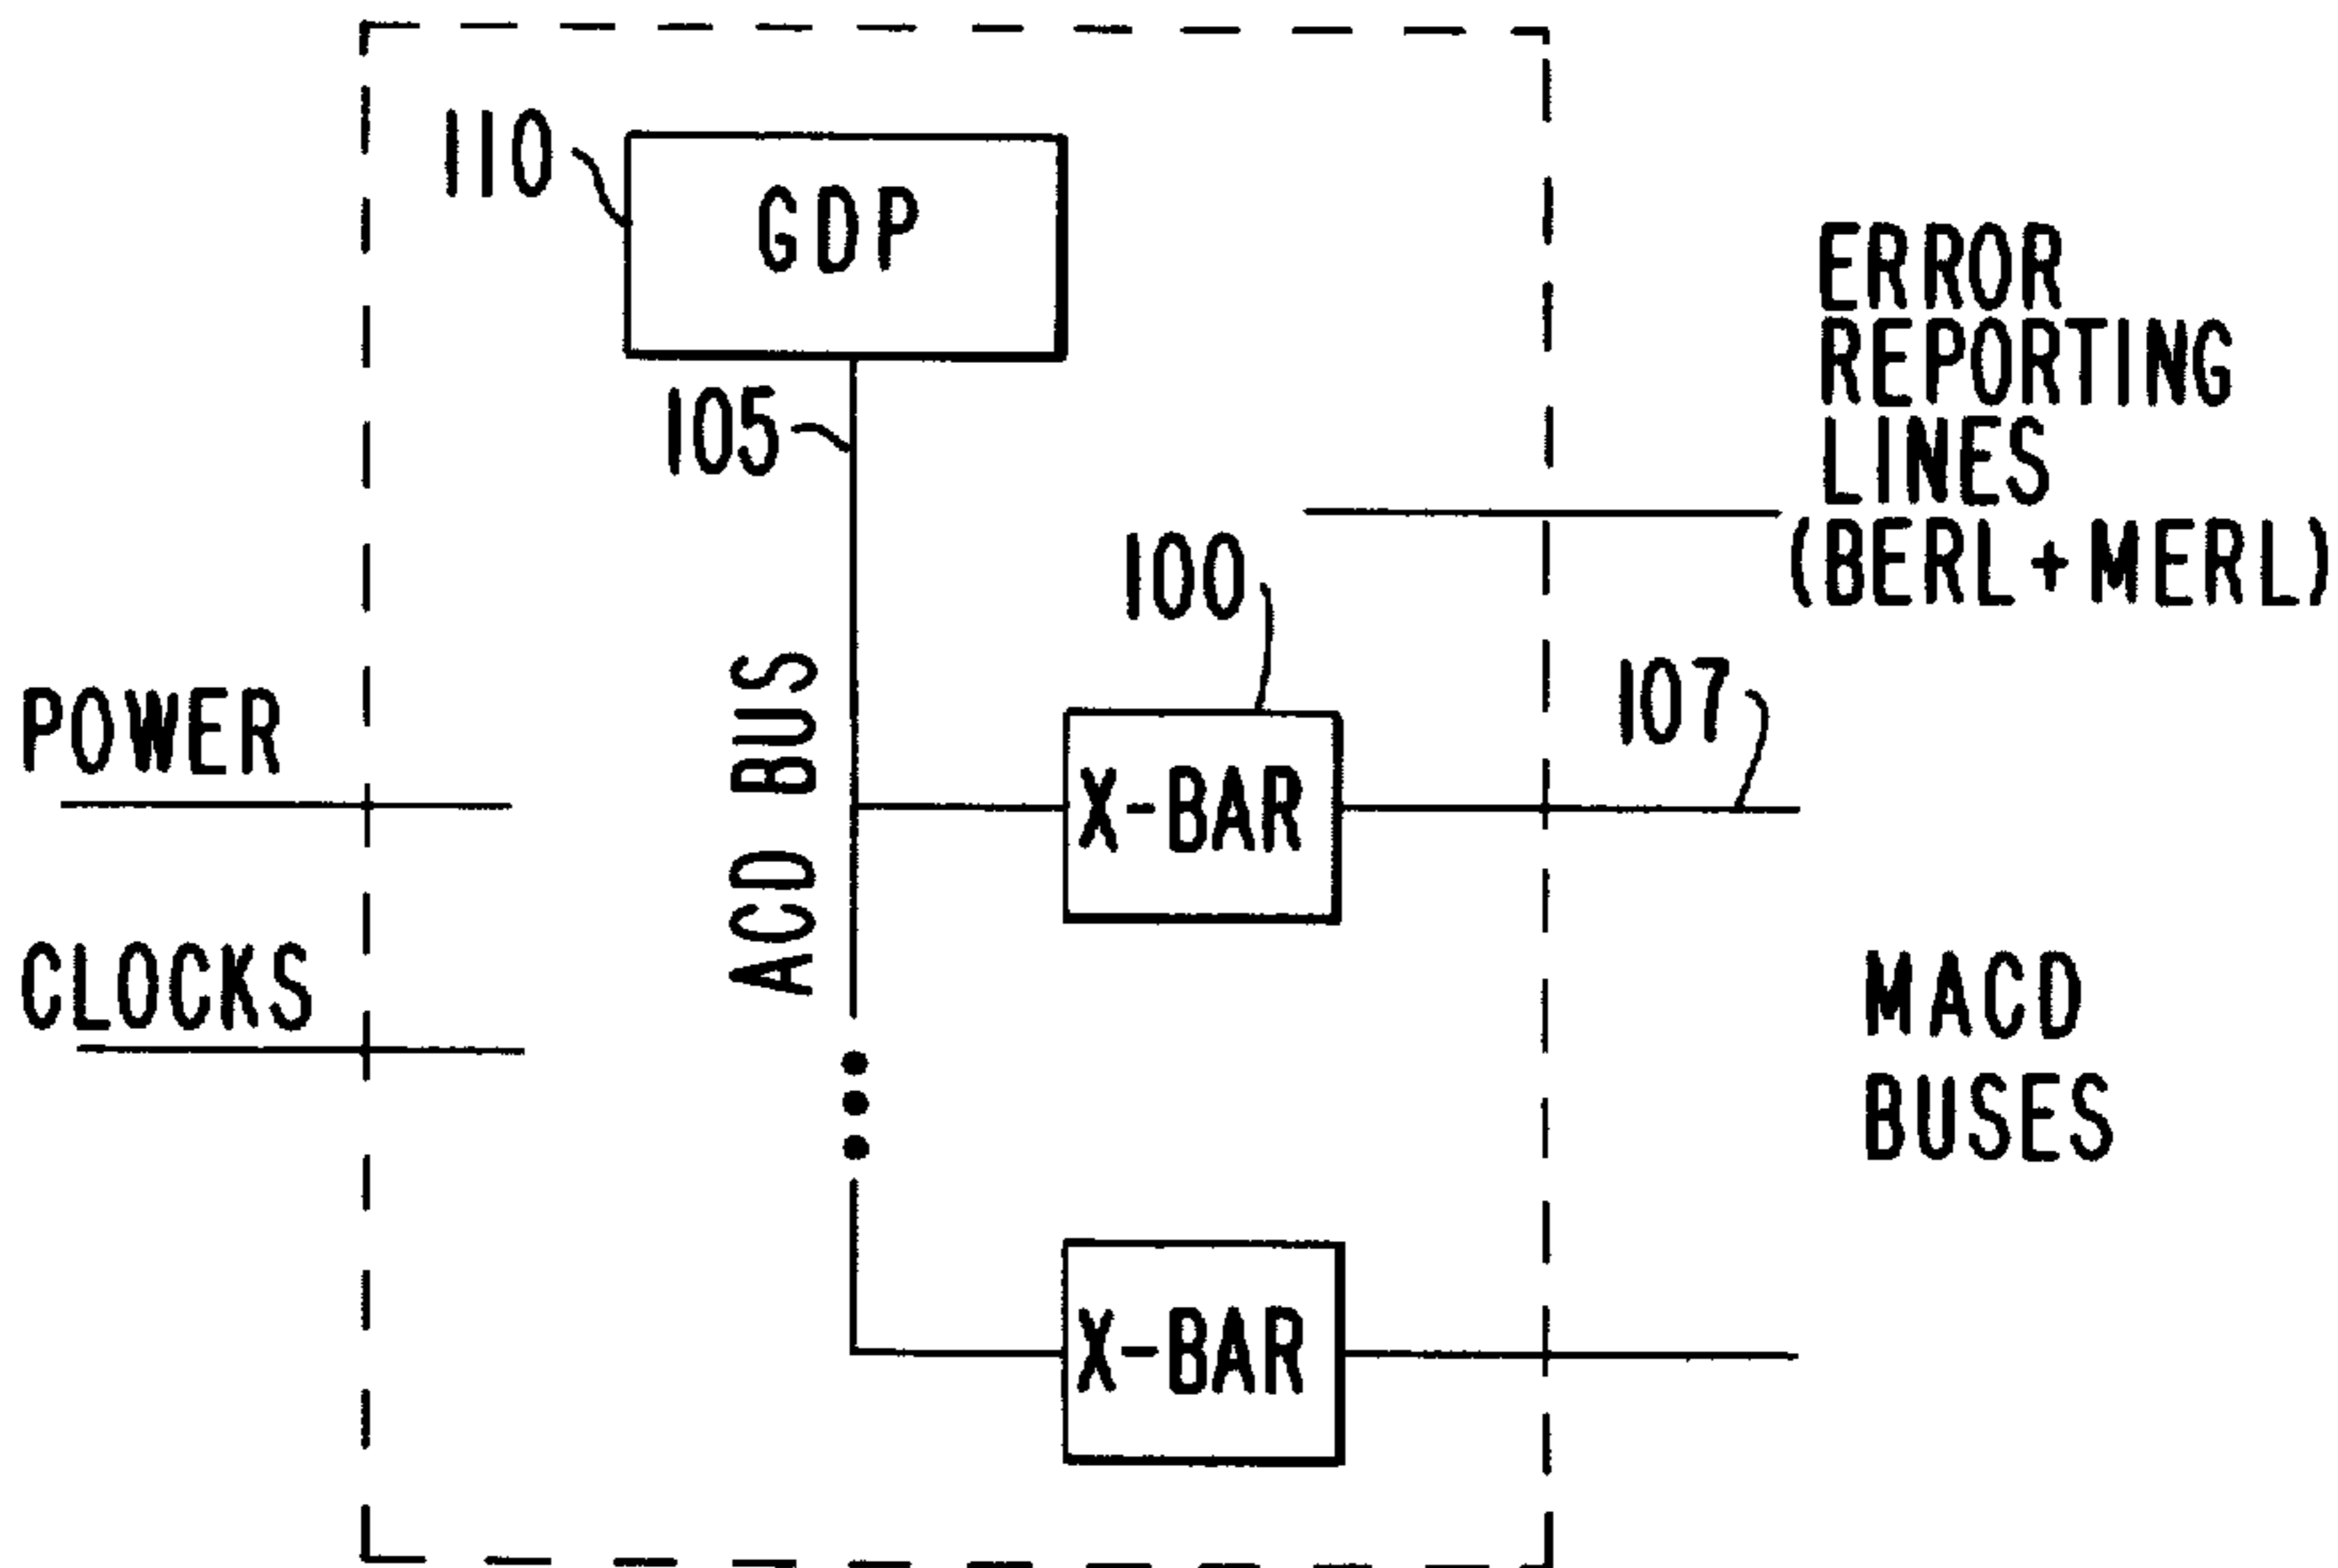 110
GDP
105
ERROR
REPORTING
LINES
(BERL + MERL)
100
107
POWER
ACD BUS
X-BAR
CLOCKS
MACD
BUSES
X-BAR